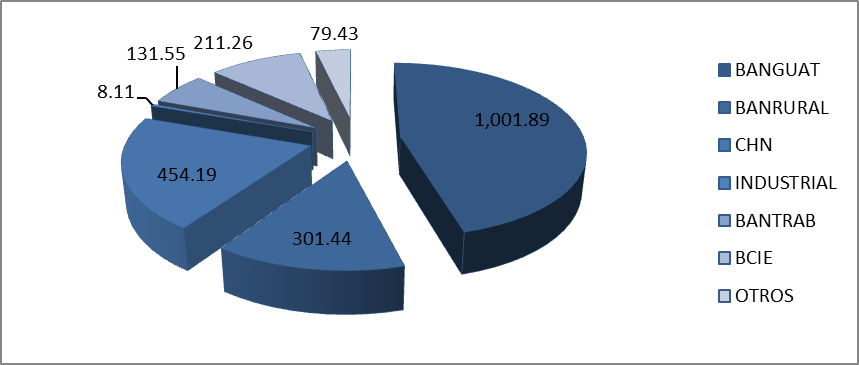 79.43
211.26
131.55
8.11
1,001.89
454.19
301.44
BANGUAT
BANRURAL
CHN
INDUSTRIAL
BANTRAB
BCIE
OTROS